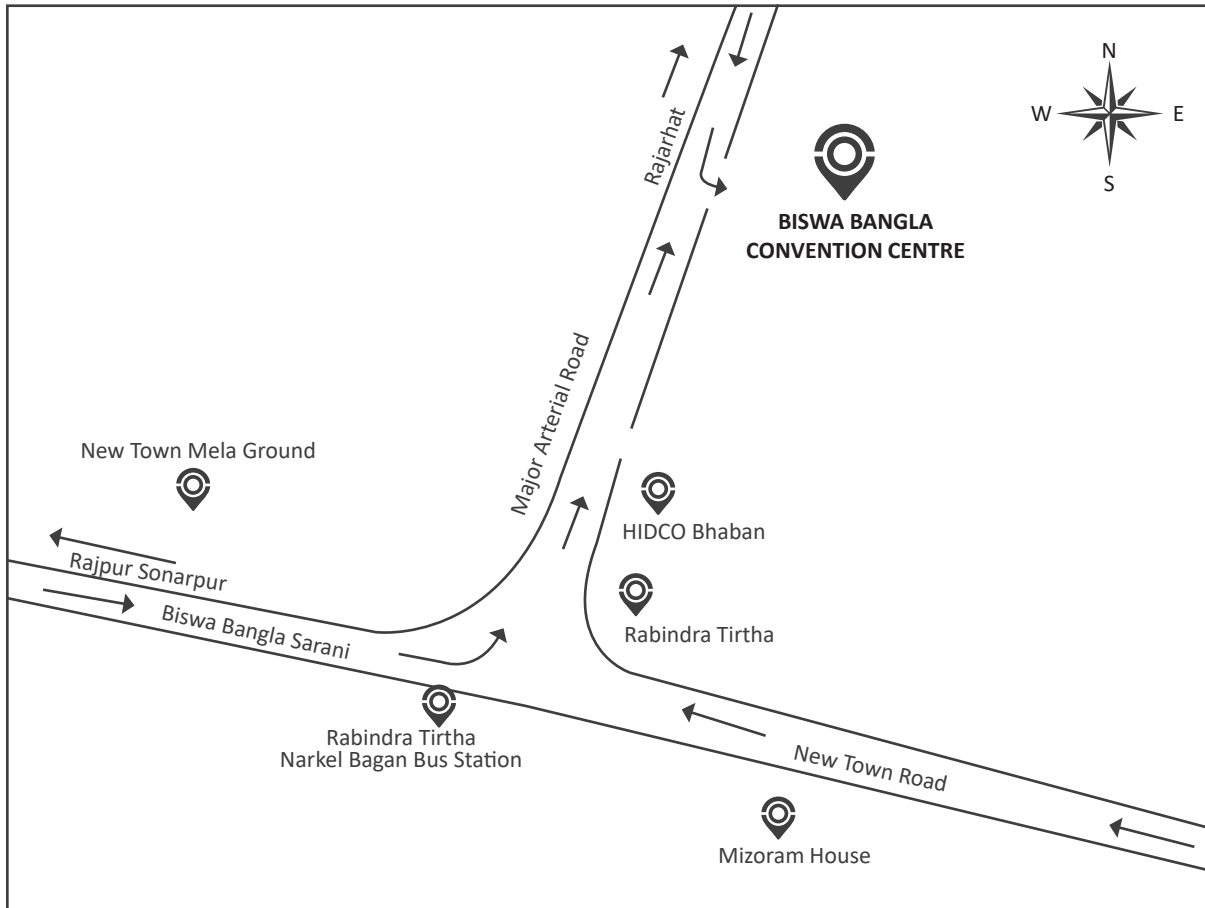 N
W
E
S
Rajarhat
BISWA BANGLA
CONVENTION CENTRE
Major Arterial Road
New Town Mela Ground
HIDCO Bhaban
Rajpur Sonarpur
Biswa Bangla Sarani
Rabindra Tirtha
Rabindra Tirtha
Narkel Bagan Bus Station
New Town Road
Mizoram House